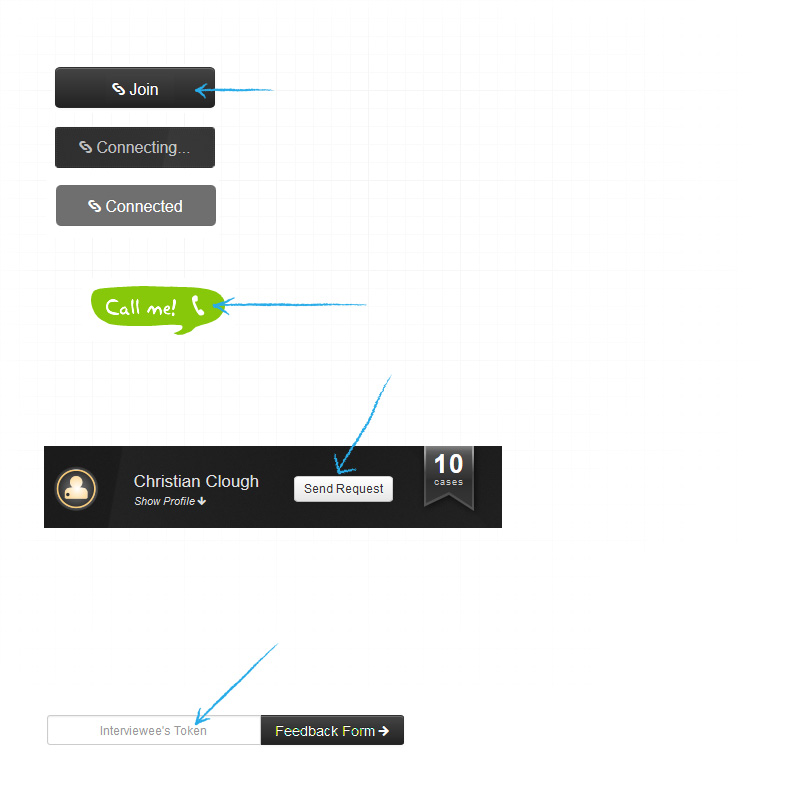 Join
Connecting...
Connected
Call me!
Christian Clough
Show Profile
Send Request
10
cases
Interviewee's Token
Feedback Form